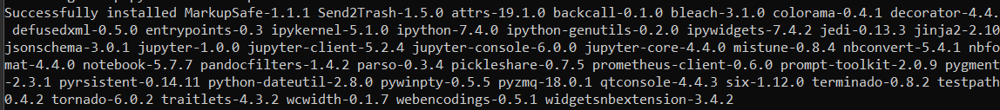 Successfully installed MarkupSafe-1.1.1 Send2Trash-1.5.0 attrs-19.1.0 backcall-0.1.0 bleach-3.1.0 colorama-0.4.1 decorator-4.4.
defusedxml-0.5.0 entrypoints-0.3 ipykernel-5.1.0 ipython-7.4.0 ipython-genutils-0.2.0 ipywidgets-7.4.2 jedi-0.13.3 jinja2-2.10
jsonschema-3.0.1 jupyter-1.0.0 jupyter-client-5.2.4 jupyter-console-6.0.0 jupyter-core-4.4.0 mistune-0.8.4 nbconvert-5.4.1 nbfo
mat-4.4.0 notebook-5.7.7 pandocfilters-1.4.2 parso-0.3.4 pickleshare-0.7.5 prometheus-client-0.6.0 prompt-toolkit-2.0.9 pygment
-2.3.1 pyrsistent-0.14.11 python-dateutil-2.8.0 pywinpty-0.5.5 pyzmq-18.0.1 qtconsole-4.4.3 six-1.12.0 terminado-0.8.2 testpath
0.4.2 tornado-6.0.2 traitlets-4.3.2 wcwidth-0.1.7 webencodings-0.5.1 widgetsnbextension-3.4.2